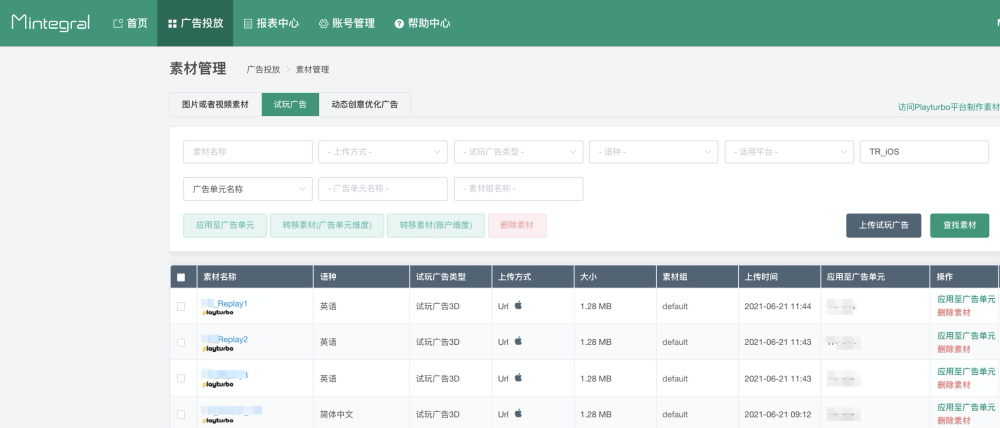 Mintegral 首页 广告投放 报表中心 账号管理 帮助中心
素材管理 广告投放 > 素材管理
图片或者视频素材 试玩广告 动态创意优化广告 访问Playturbo平台制作素材
素材名称 - 上传方式 - - 试玩广告类型 - - 语种 - - 适用平台 - TR_iOS
广告单元名称 - 广告单元名称 - - 素材组名称 -
应用至广告单元 转移素材(广告单元维度) 转移素材(账户维度) 删除素材 上传试玩广告 查找素材
素材名称 语种 试玩广告类型 上传方式 大小 素材组 上传时间 应用至广告单元 操作
_Replay1 英语 试玩广告3D Url 1.28 MB default 2021-06-21 11:44 应用至广告单元
playturbo 删除素材
Replay2 英语 试玩广告3D Url 1.28 MB default 2021-06-21 11:43 应用至广告单元
playturbo 删除素材
英语 试玩广告3D Url 1.28 MB default 2021-06-21 11:43 应用至广告单元
playturbo 删除素材
简体中文 试玩广告3D Url 1.28 MB default 2021-06-21 09:12 应用至广告单元
playturbo 删除素材